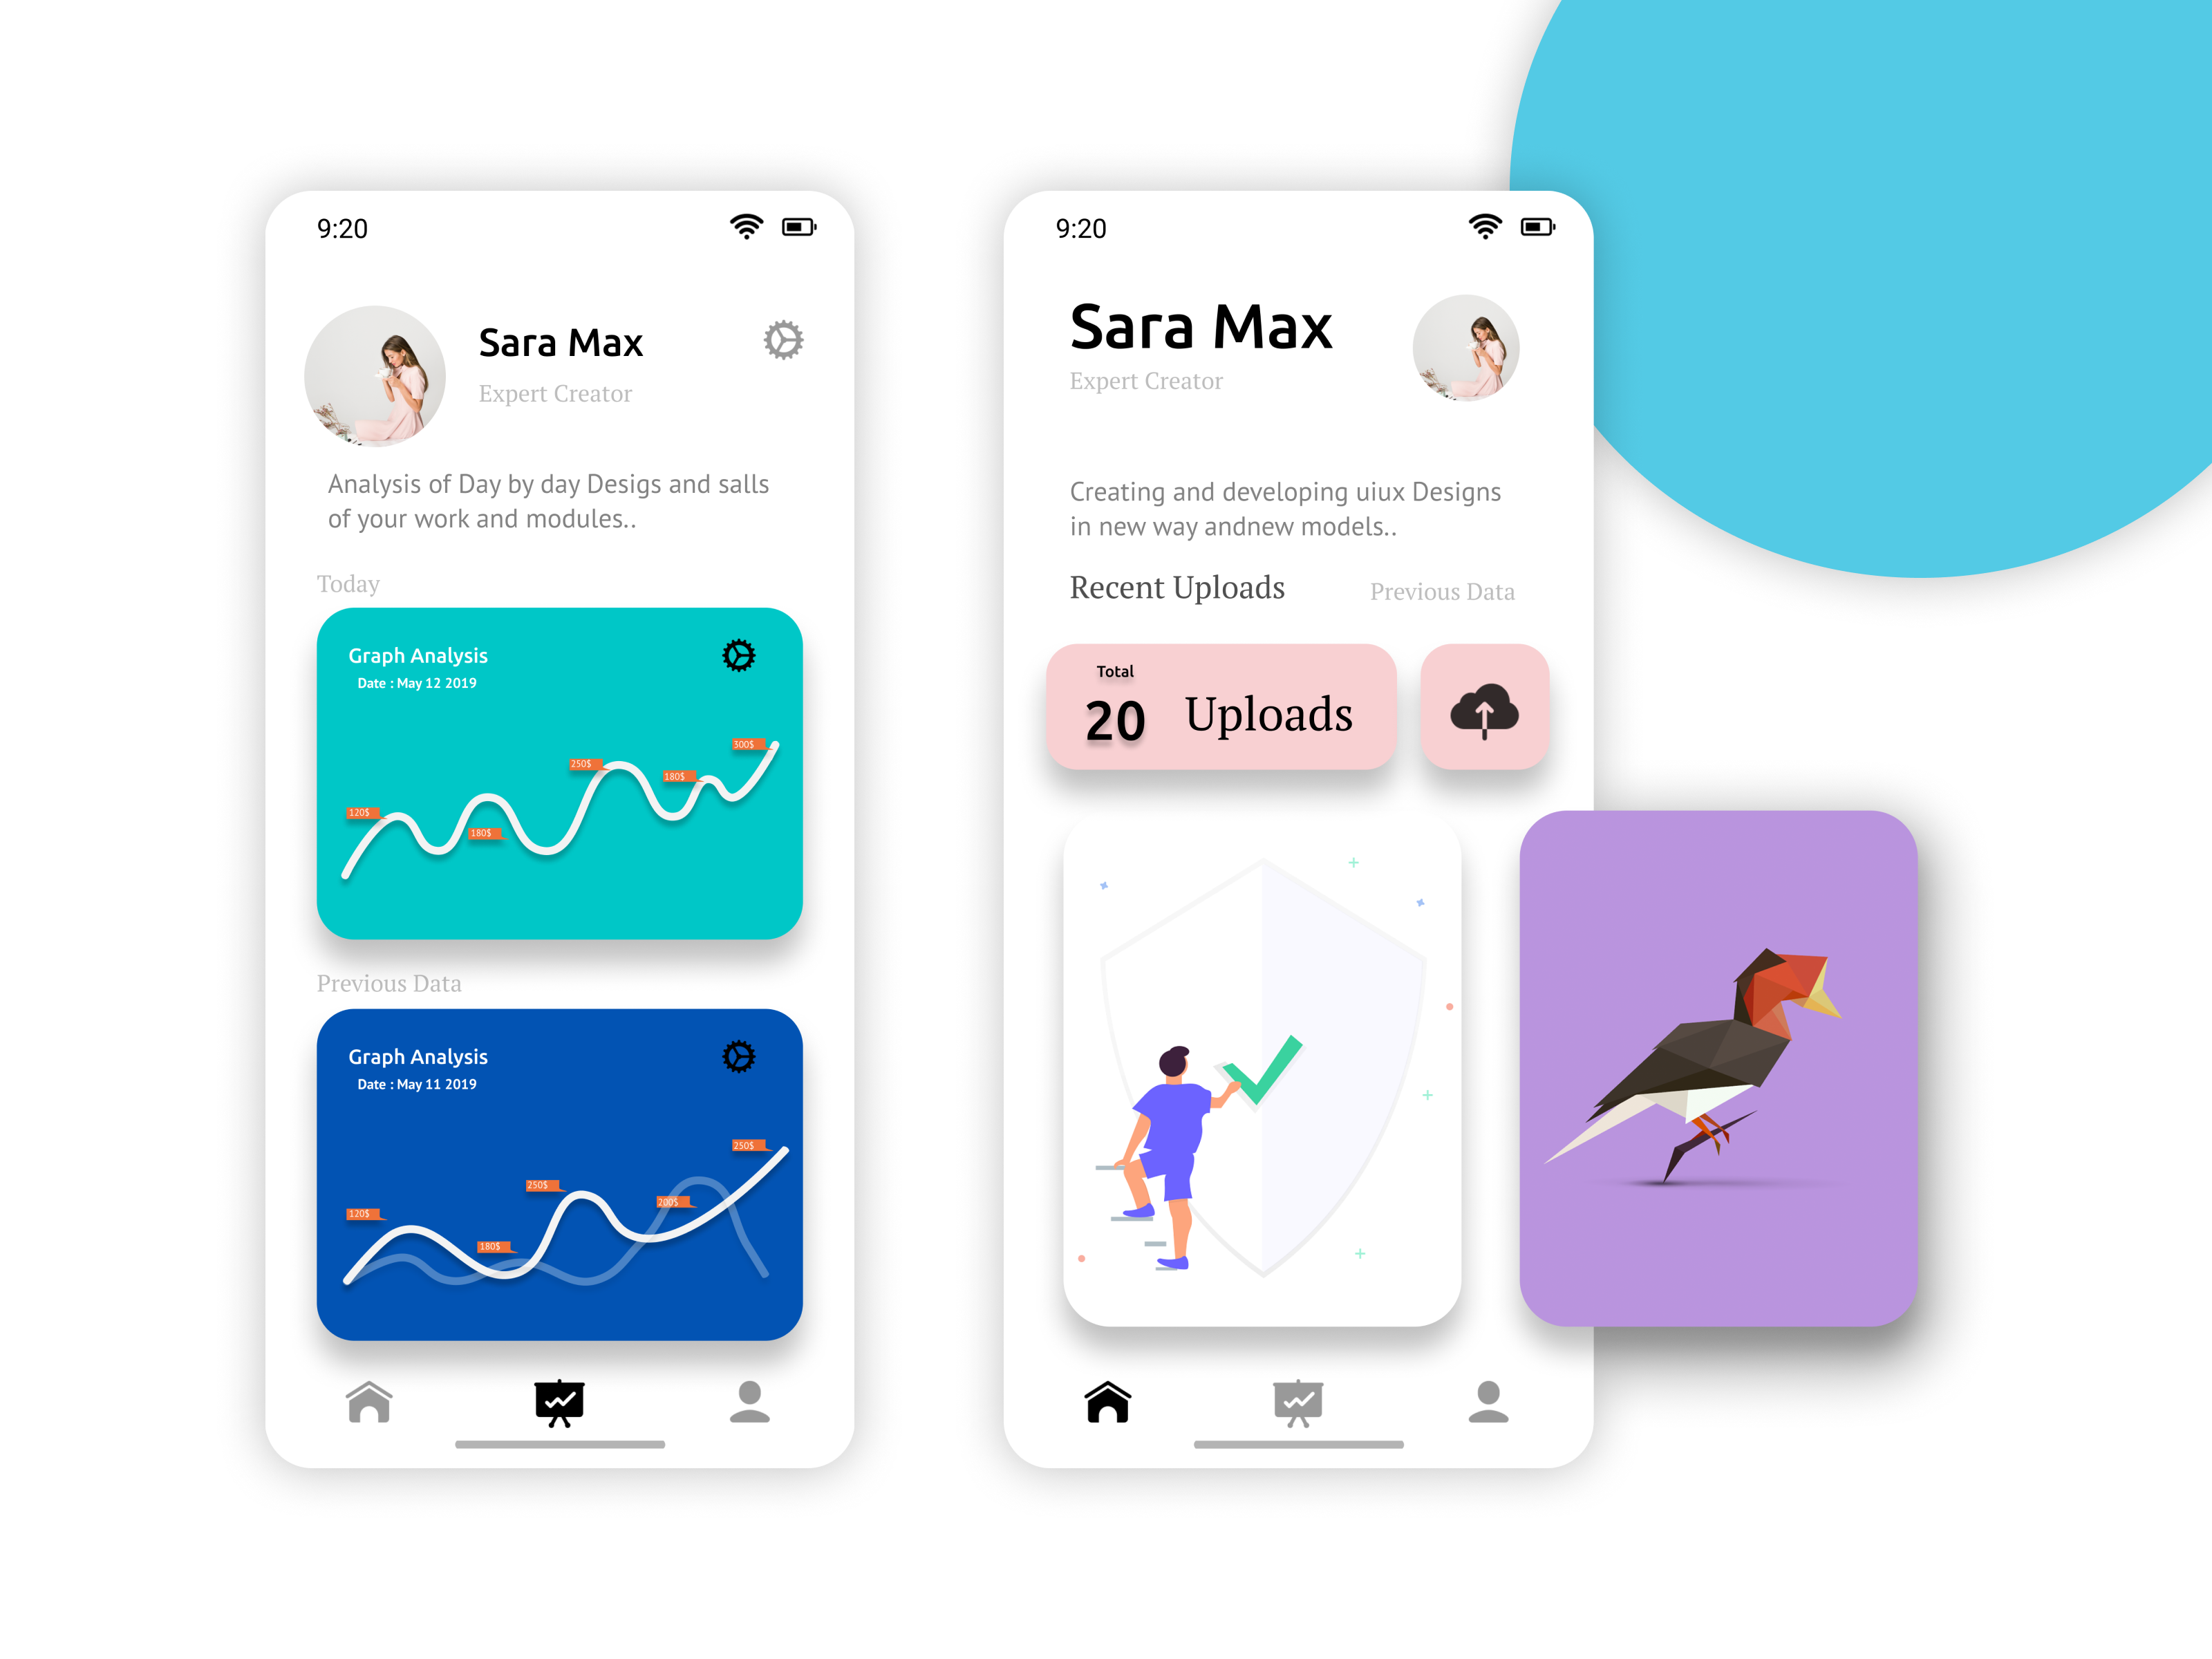 9:20
Sara Max
Expert Creator
Analysis of Day by day Desigs and salls
of your work and modules..
Today
Graph Analysis
Date : May 12 2019
120$
180$
250$
180$
300$
Previous Data
Graph Analysis
Date : May 11 2019
120$
180$
250$
200$
250$
9:20
Sara Max
Expert Creator
Creating and developing uiux Designs
in new way andnew models..
Recent Uploads
Previous Data
Total
20 Uploads